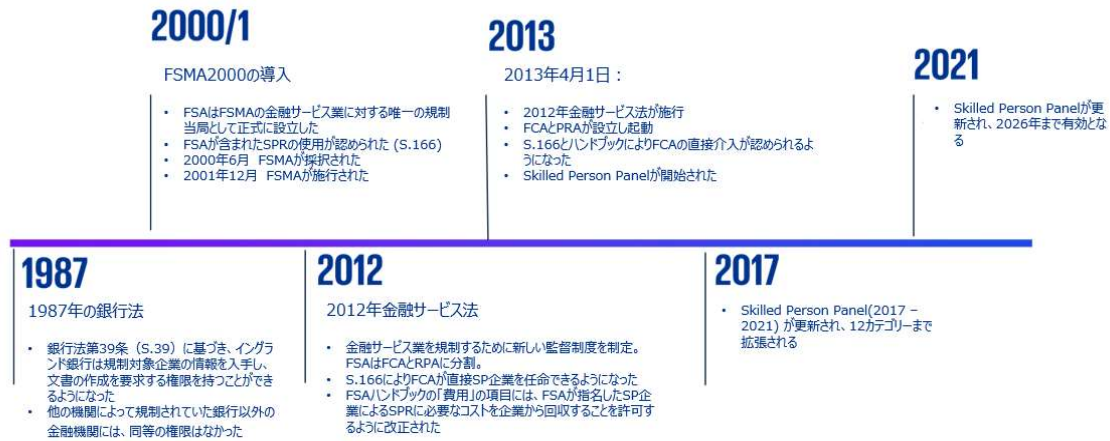 2000/1
FSMA2000の導入
• FSAはFSMAの金融サービス業に対する唯一の規制
当局として正式に設立した
• FSAが含まれたSPRの使用が認められた (S.166)
• 2000年6月 FSMAが採択された
• 2001年12月 FSMAが施行された
2013
2013年4月1日：
• 2012年金融サービス法が施行
• FCAとPRAが設立し起動
• S.166とハンドブックによりFCAの直接介入が認められるよ
うになった
• Skilled Person Panelが開始された
2021
• Skilled Person Panelが更
新され、2026年まで有効とな
る
1987
1987年の銀行法
• 銀行法第39条（S.39）に基づき、イングラ
ンド銀行は規制対象企業の情報を入手し、
文書の作成を要求する権限を持つことができ
るようになった
• 他の機関によって規制されていた銀行以外の
金融機関には、同等の権限はなかった
2012
2012年金融サービス法
• 金融サービス業を規制するために新しい監督制度を制定。
FSAはFCAとRPAに分割。
• S.166によりFCAが直接SP企業を任命できるようになった
• FSAハンドブックの「費用」の項目には、FSAが指名したSP企
業によるSPRに必要なコストを企業から回収することを許可す
るように改正された
2017
• Skilled Person Panel(2017 –
2021) が更新され、12カテゴリーまで
拡張される